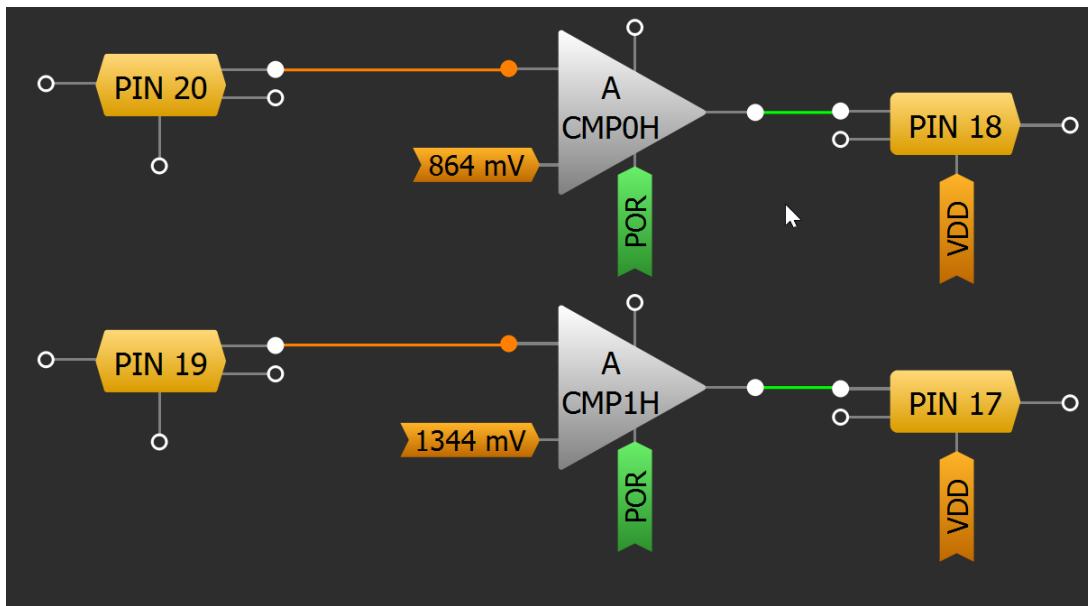 PIN 20
A
CMP0H
864 mV
POR
PIN 18
VDD
PIN 19
A
CMP1H
1344 mV
POR
PIN 17
VDD